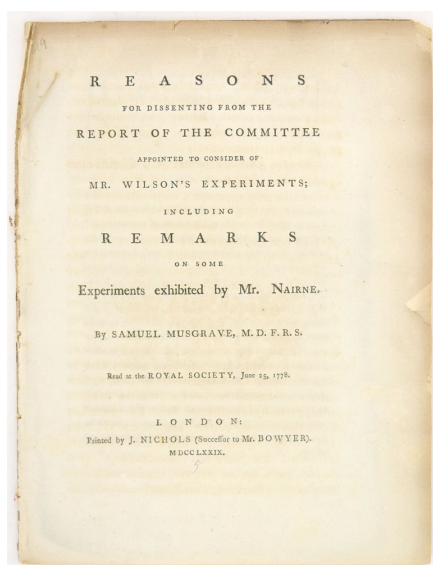 REASONS
FOR DISSENTING FROM THE
REPORT OF THE COMMITTEE
APPOINTED TO CONSIDER OF
MR. WILSON'S EXPERIMENTS;
INCLUDING
REMARKS
ON SOME
Experiments exhibited by Mr. NAIRNE.
By SAMUEL MUSGRAVE, M. D. F. R. S.
Read at the ROYAL SOCIETY, June 25, 1778.
LONDON:
Printed by J. NICHOLS (Succeſſor to Mr. BOWYER).
MDCCLXXIX.